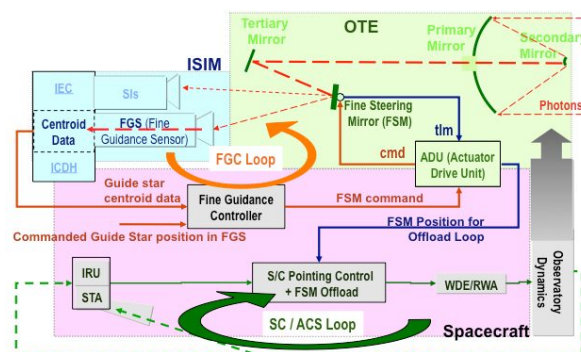 OTE
Tertiary Mirror
Primary
Mirror
Secondary
Mirror
ISIM
IEC
SIs
Photons
Fine Steering
Mirror (FSM)
Centroid
Data
FGS (Fine
Guidance Sensor)
tlm
cmd
ADU (Actuator
Drive Unit)
ICDH
FGC Loop
Guide star
centroid data
Fine Guidance
Controller
FSM command
FSM Position for
Offload Loop
Commanded Guide Star position in FGS
IRU
STA
S/C Pointing Control
+ FSM Offload
WDE/RWA
Observatory
Dynamics
SC / ACS Loop
Spacecraft